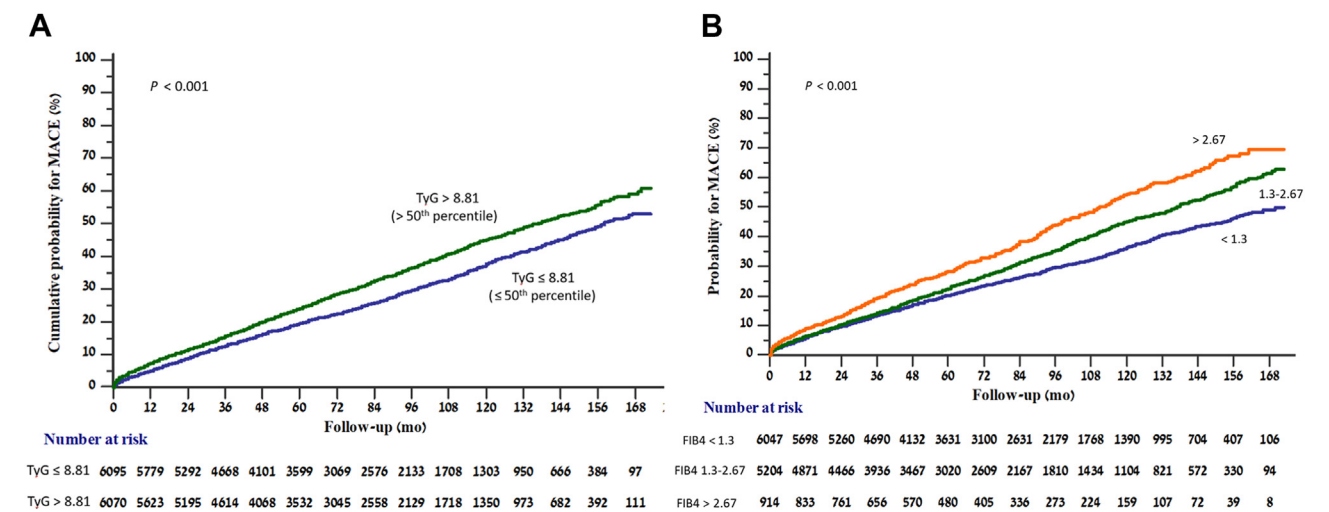 A
Cumulative probability for MACE (%)
100
90
80
70
60
50
40
30
20
10
0
P < 0.001
TyG > 8.81
(> 50th percentile)
TyG ≤ 8.81
(≤ 50th percentile)
0 12 24 36 48 60 72 84 96 108 120 132 144 156 168
Follow-up (mo)
Number at risk
TyG ≤ 8.81 6095 5779 5292 4668 4101 3599 3069 2576 2133 1708 1303 950 666 384 97
TyG > 8.81 6070 5623 5195 4614 4068 3532 3045 2558 2129 1718 1350 973 682 392 111
B
Probability for MACE (%)
100
90
80
70
60
50
40
30
20
10
0
P < 0.001
> 2.67
1.3-2.67
< 1.3
0 12 24 36 48 60 72 84 96 108 120 132 144 156 168
Follow-up (mo)
Number at risk
FIB4 < 1.3 6047 5698 5260 4690 4132 3631 3100 2631 2179 1768 1390 995 704 407 106
FIB4 1.3-2.67 5204 4871 4466 3936 3467 3020 2609 2167 1810 1434 1104 821 572 330 94
FIB4 > 2.67 914 833 761 656 570 480 405 336 273 224 159 107 72 39 8